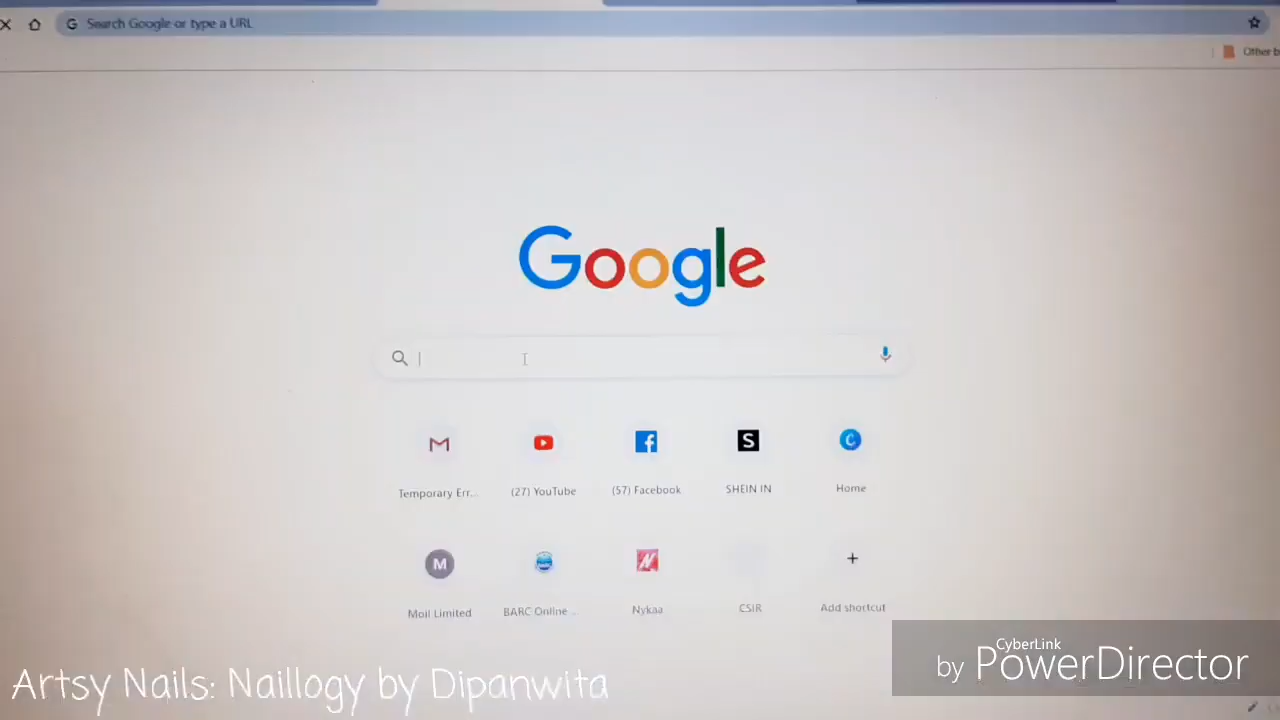 Search Google or type a URL
Other b
Google
Temporary Err...
(27) YouTube
(57) Facebook
S
SHEIN IN
C
Home
M
Moil Limited
BARC Online ...
N
Nykaa
CSIR
Add shortcut
CyberLink
by PowerDirector
Artsy Nails: Naillogy by Dipanwita